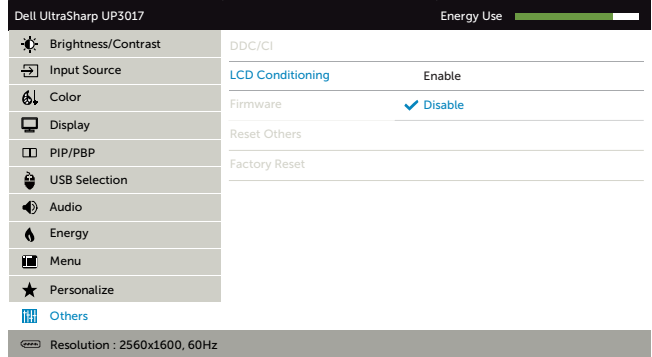 Dell UltraSharp UP3017 Energy Use
Brightness/Contrast DDC/CI
Input Source LCD Conditioning Enable
Color Firmware Disable
Display Reset Others
PIP/PBP Factory Reset
USB Selection
Audio
Energy
Menu
Personalize
Others
Resolution : 2560x1600, 60Hz